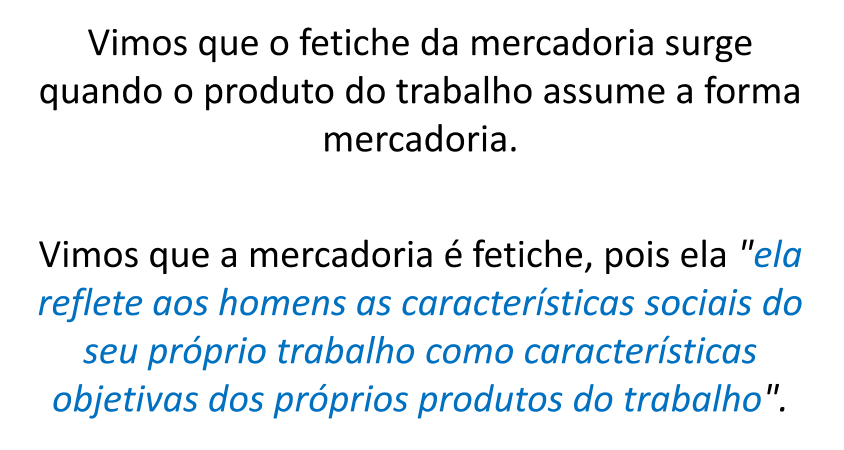 Vimos que o fetiche da mercadoria surge
quando o produto do trabalho assume a forma
mercadoria.
Vimos que a mercadoria é fetiche, pois ela "ela
reflete aos homens as características sociais do
seu próprio trabalho como características
objetivas dos próprios produtos do trabalho".